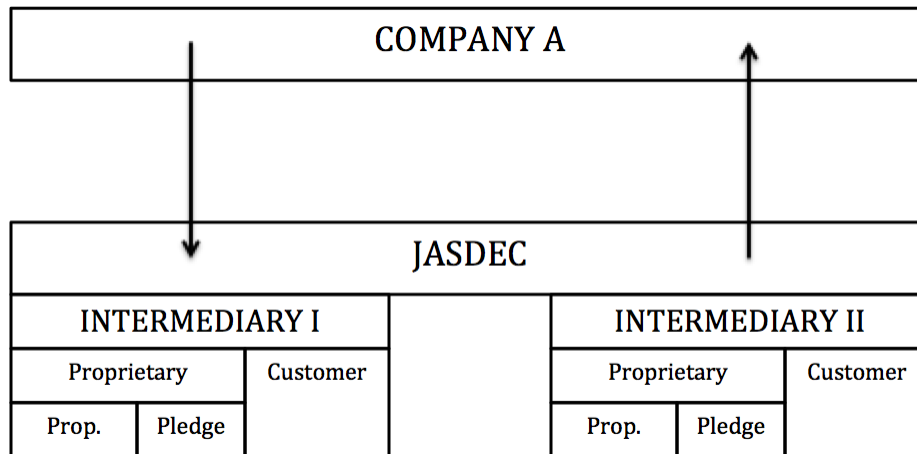 COMPANY A
JASDEC
INTERMEDIARY I
INTERMEDIARY II
Proprietary
Customer
Proprietary
Customer
Prop.
Pledge
Prop.
Pledge